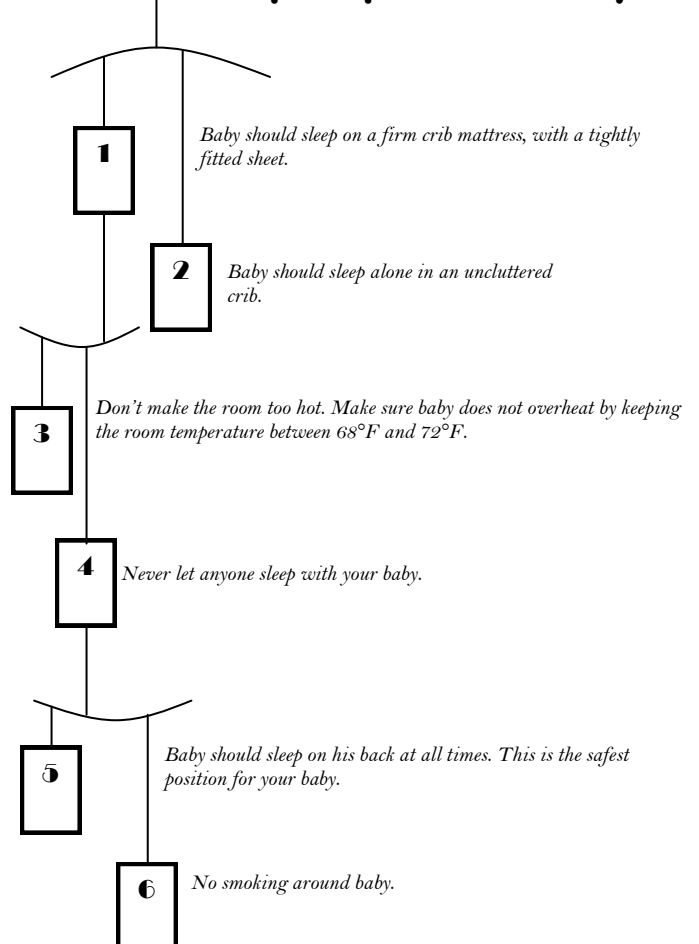 1
Baby should sleep on a firm crib mattress, with a tightly
fitted sheet.
2
Baby should sleep alone in an uncluttered
crib.
3
Don’t make the room too hot. Make sure baby does not overheat by keeping
the room temperature between 68°F and 72°F.
4
Never let anyone sleep with your baby.
5
Baby should sleep on his back at all times. This is the safest
position for your baby.
6
No smoking around baby.